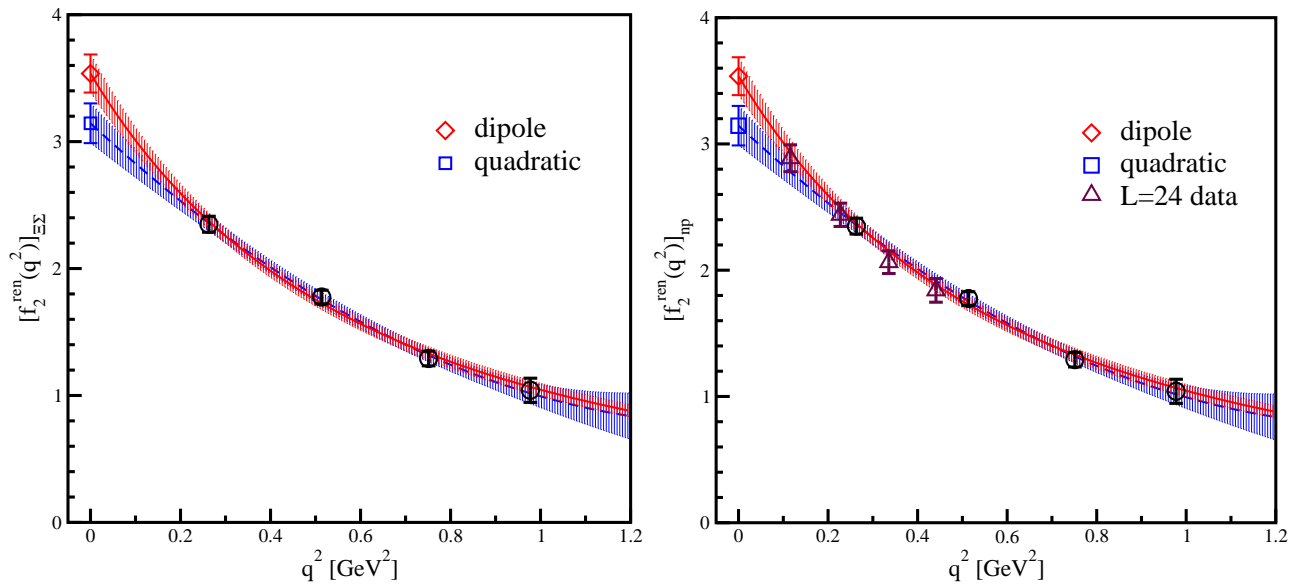 4
3
2
1
0
[f₂^ren(q²)]_ΞΣ
dipole
quadratic
0 0.2 0.4 0.6 0.8 1 1.2
q² [GeV²]
4
3
2
1
0
[f₂^ren(q²)]_np
dipole
quadratic
L=24 data
0 0.2 0.4 0.6 0.8 1 1.2
q² [GeV²]